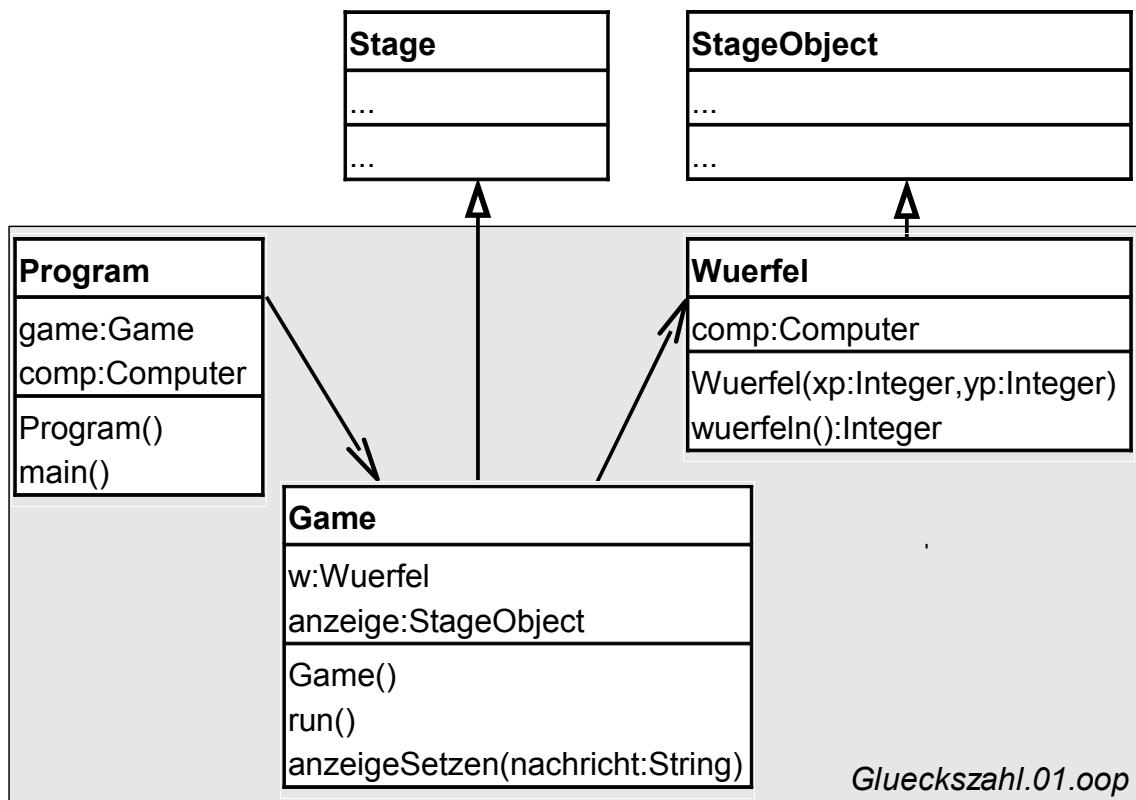 Stage
...
...
StageObject
...
...
Program
game:Game
comp:Computer
Program()
main()
Wuerfel
comp:Computer
Wuerfel(xp:Integer,yp:Integer)
wuerfeln():Integer
Game
w:Wuerfel
anzeige:StageObject
Game()
run()
anzeigeSetzen(nachricht:String)
Glueckszahl.01.oop